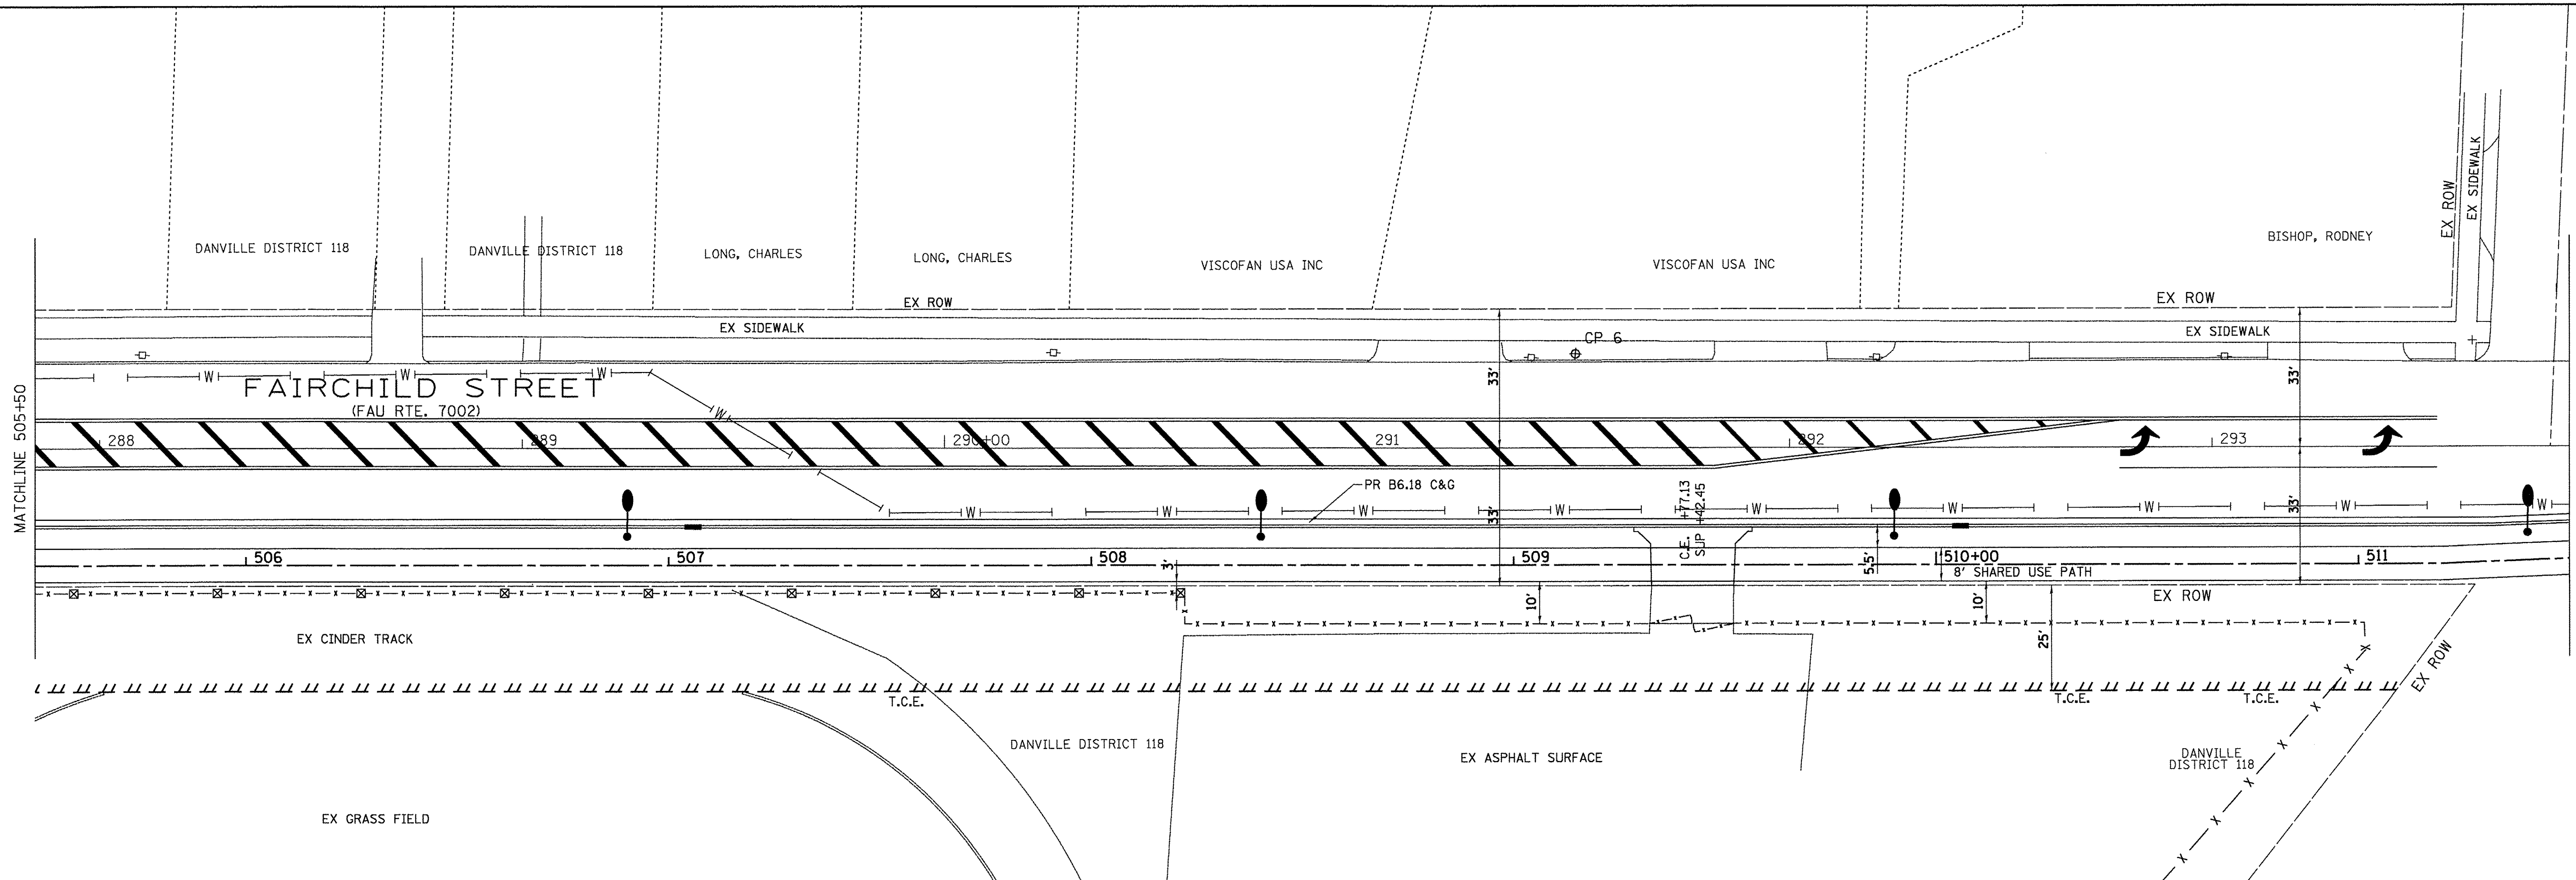 EX ROW
EX SIDEWALK
DANVILLE DISTRICT 118
DANVILLE DISTRICT 118
LONG, CHARLES
LONG, CHARLES
VISCOFAN USA INC
VISCOFAN USA INC
BISHOP, RODNEY
EX ROW
EX ROW
EX SIDEWALK
EX SIDEWALK
CP 6
33'
33'
W
W
W
W
FAIRCHILD STREET
(FAU RTE. 7002)
MATCHLINE 505+50
288
289
290+00
291
292
293
PR B6.18 C&G
C.E. +77.13
SUP +42.45
W
W
W
W
W
W
W
W
W
33'
33'
506
507
508
509
510+00
511
3'
5.5'
8' SHARED USE PATH
10'
10'
25'
EX ROW
EX ROW
EX CINDER TRACK
T.C.E.
T.C.E.
T.C.E.
DANVILLE DISTRICT 118
EX ASPHALT SURFACE
DANVILLE
DISTRICT 118
EX GRASS FIELD